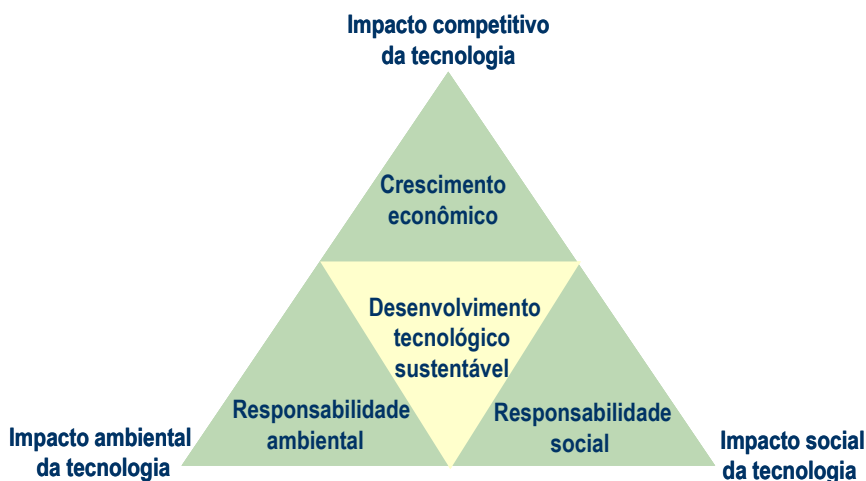 Impacto competitivo
da tecnologia
Crescimento
econômico
Desenvolvimento
tecnológico
sustentável
Responsabilidade
ambiental
Responsabilidade
social
Impacto ambiental
da tecnologia
Impacto social
da tecnologia